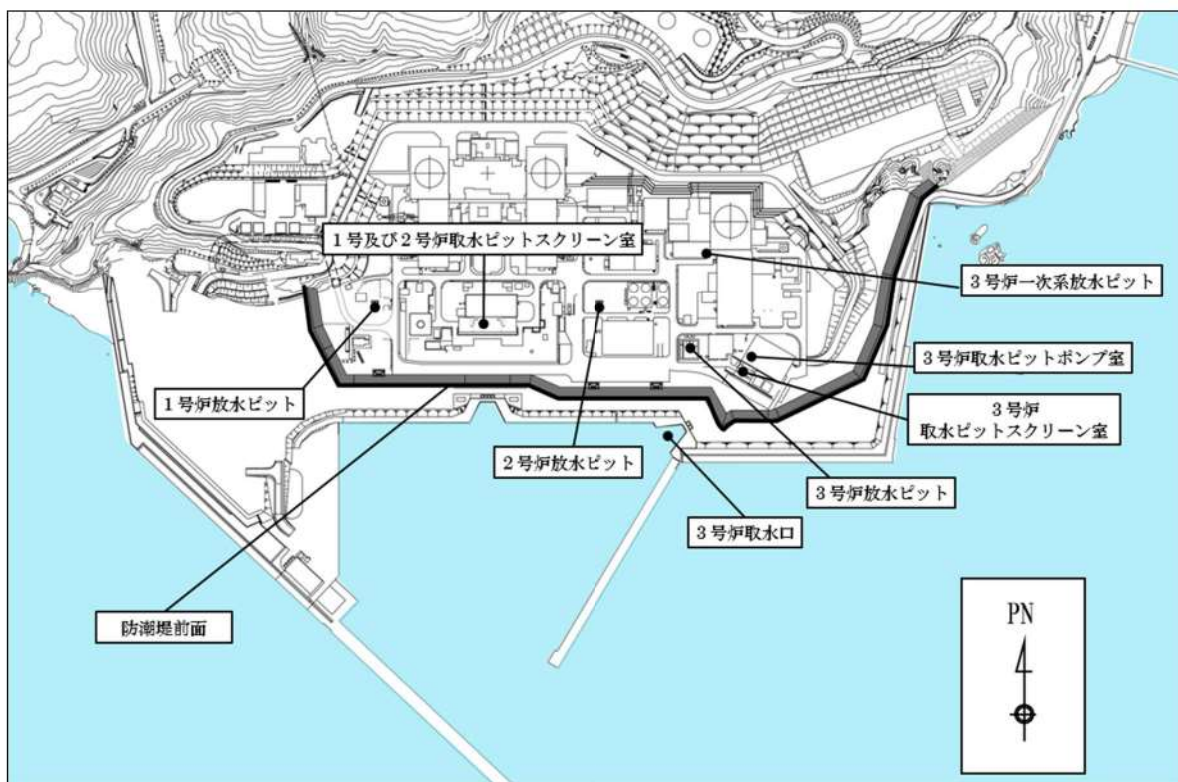 1号及び2号炉取水ピットスクリーン室
3号炉一次系放水ピット
3号炉取水ピットポンプ室
1号炉放水ピット
3号炉
取水ピットスクリーン室
2号炉放水ピット
3号炉放水ピット
3号炉取水口
防潮堤前面
PN